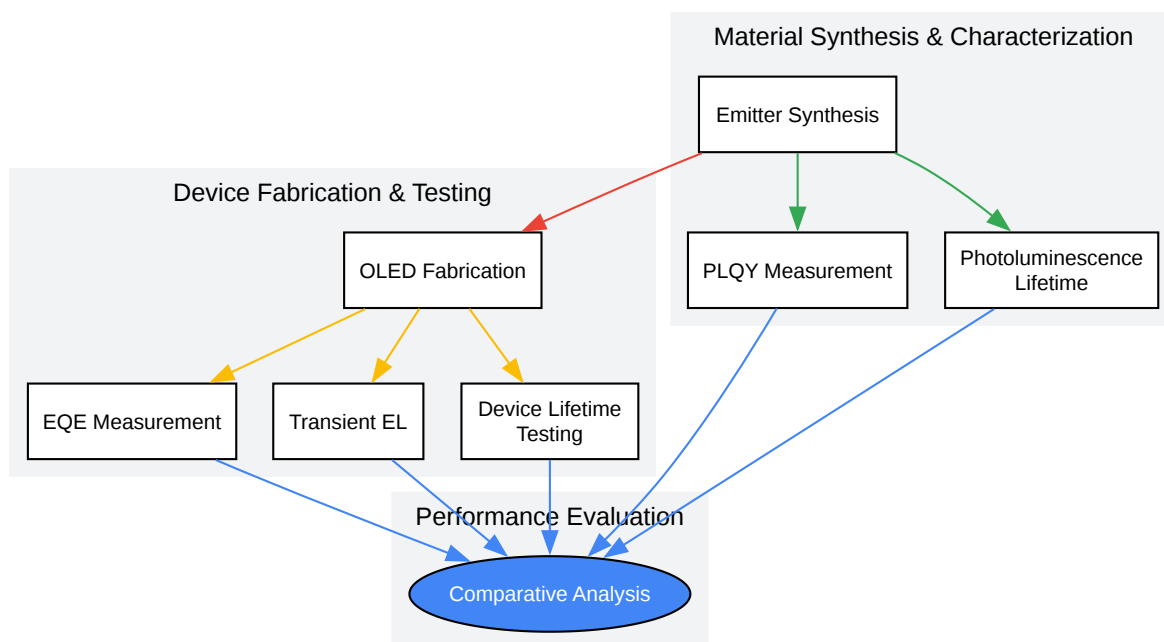 Material Synthesis & Characterization
Emitter Synthesis
Device Fabrication & Testing
OLED Fabrication
PLQY Measurement
Photoluminescence
Lifetime
EQE Measurement
Transient EL
Device Lifetime
Testing
Performance Evaluation
Comparative Analysis